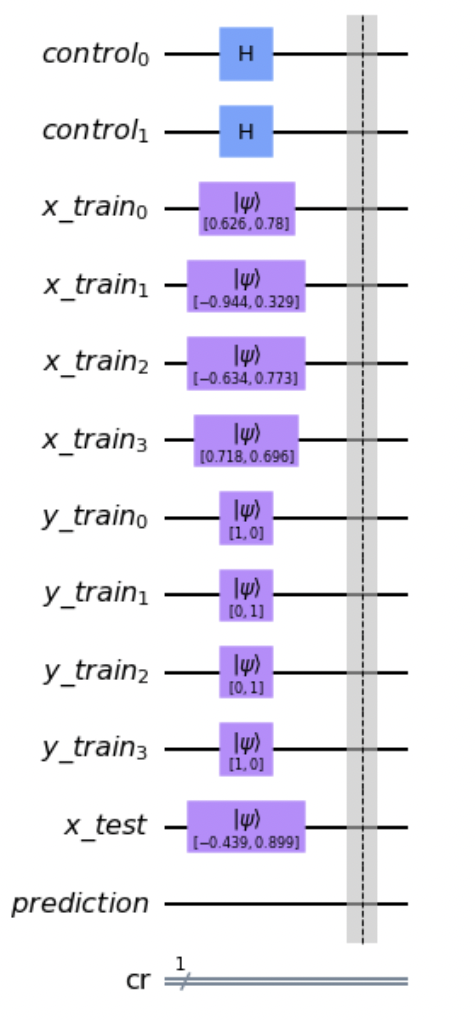 control₀ H
control₁ H
x_train₀ |ψ⟩
[0.626, 0.78]
x_train₁ |ψ⟩
[−0.944, 0.329]
x_train₂ |ψ⟩
[−0.634, 0.773]
x_train₃ |ψ⟩
[0.718, 0.696]
y_train₀ |ψ⟩
[1, 0]
y_train₁ |ψ⟩
[0, 1]
y_train₂ |ψ⟩
[0, 1]
y_train₃ |ψ⟩
[1, 0]
x_test |ψ⟩
[−0.439, 0.899]
prediction
1
cr